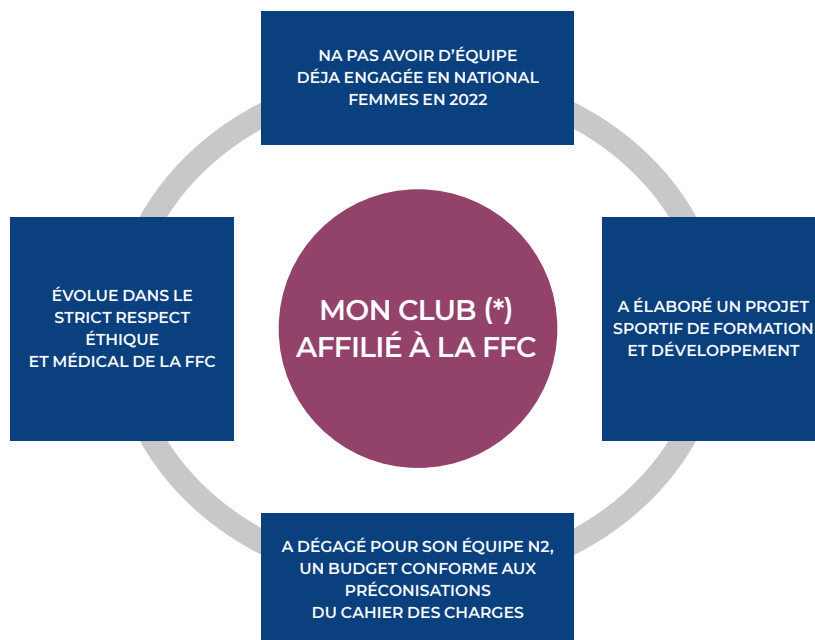 NA PAS AVOIR D'ÉQUIPE
DÉJA ENGAGÉE EN NATIONAL
FEMMES EN 2022
ÉVOLUE DANS LE
STRICT RESPECT
ÉTHIQUE
ET MÉDICAL DE LA FFC
MON CLUB (*)
AFFILIÉ À LA FFC
A ÉLABORÉ UN PROJET
SPORTIF DE FORMATION
ET DÉVELOPPEMENT
A DÉGAGÉ POUR SON ÉQUIPE N2,
UN BUDGET CONFORME AUX
PRÉCONISATIONS
DU CAHIER DES CHARGES